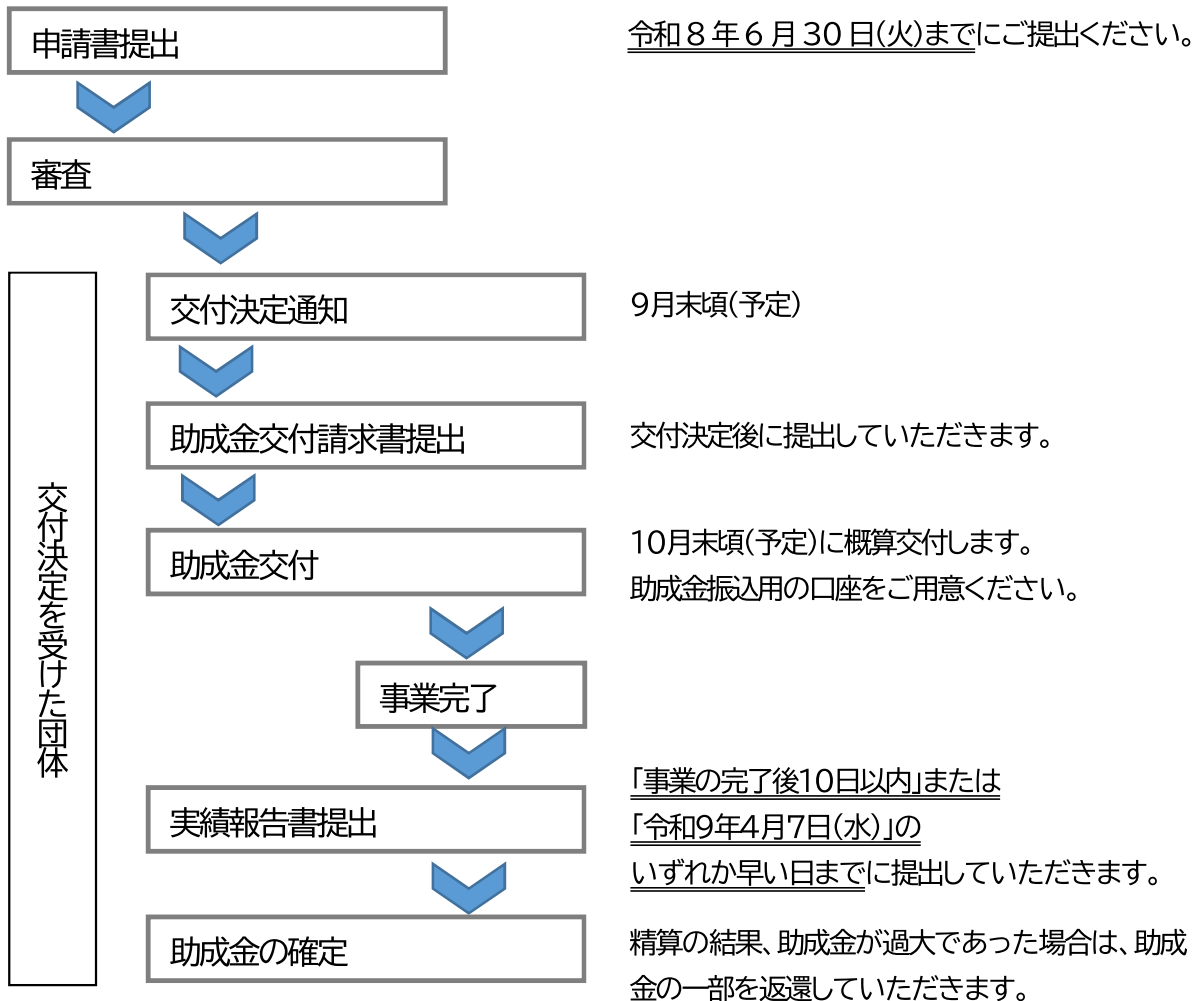 申請書提出
令和８年６月30日(火)までにご提出ください。
審査
交付決定を受けた団体
交付決定通知
９月末頃（予定）
助成金交付請求書提出
交付決定後に提出していただきます。
助成金交付
10月末頃（予定）に概算交付します。
助成金振込用の口座をご用意ください。
事業完了
実績報告書提出
「事業の完了後10日以内」または
「令和９年４月７日（水）」の
いずれか早い日までに提出していただきます。
助成金の確定
精算の結果、助成金が過大であった場合は、助成
金の一部を返還していただきます。